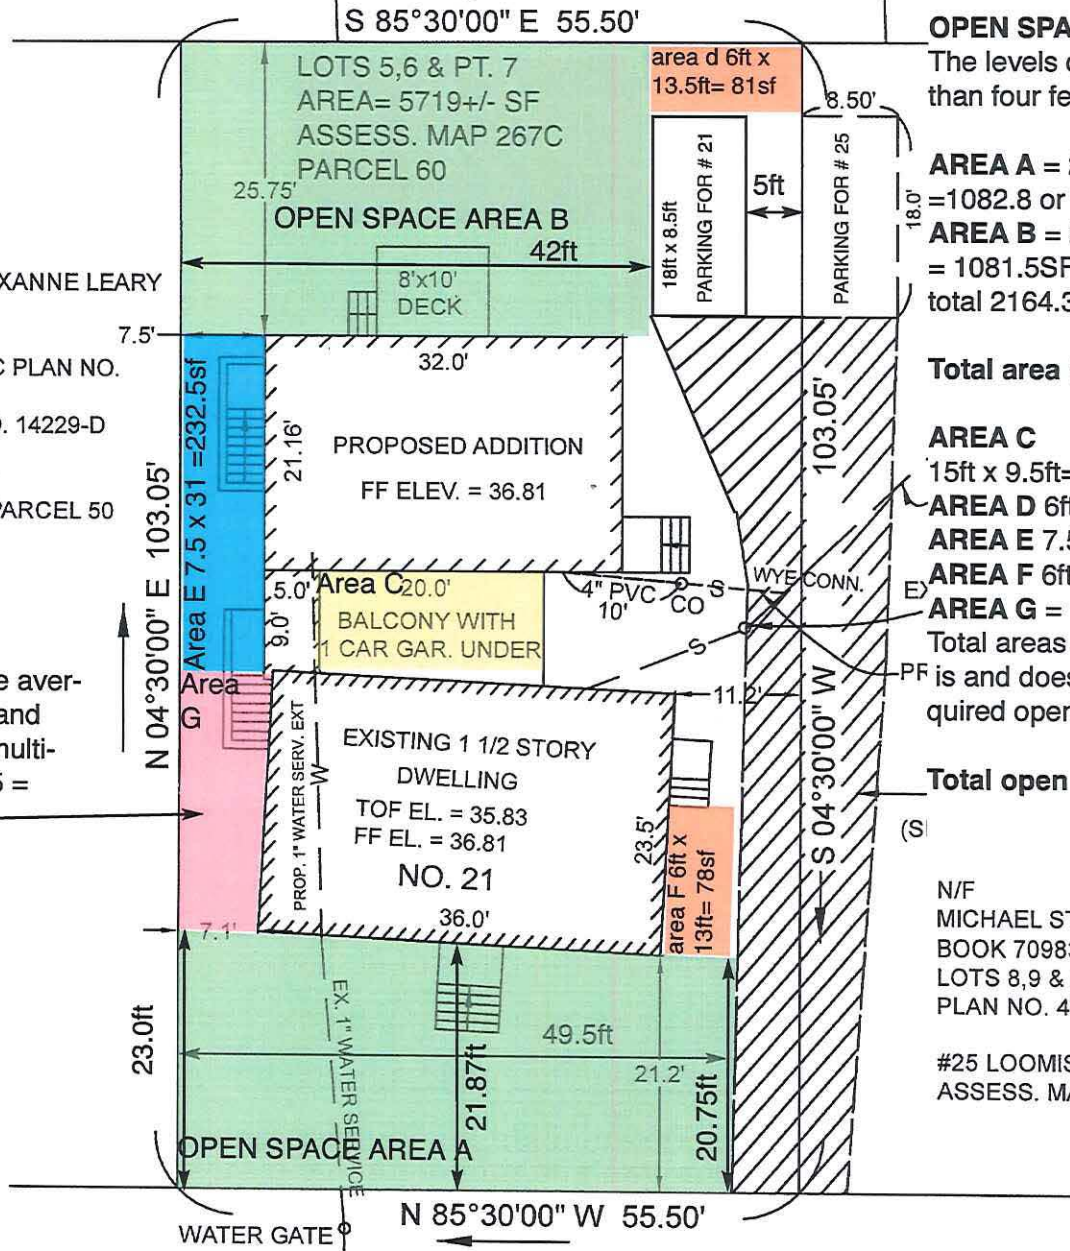 S 85°30'00" E 55.50'
LOTS 5,6 & PT. 7
AREA= 5719+/- SF
ASSESS. MAP 267C
PARCEL 60
25.75'
OPEN SPACE AREA B
42ft
8'x10'
DECK
area d 6ft x
13.5ft= 81sf
8.50'
18ft x 8.5ft
PARKING FOR # 21
5ft
PARKING FOR # 25
18.0'
XANNE LEARY
7.5'
C PLAN NO.
. 14229-D
PARCEL 50
N 04°30'00" E 103.05'
Area E 7.5 x 31 =232.5sf
32.0'
21.16'
PROPOSED ADDITION
FF ELEV. = 36.81
103.05'
5.0'
Area C
20.0'
9.0'
BALCONY WITH
1 CAR GAR. UNDER
4" PVC
10'
CO
S
WYE CONN.
S
Area
G
11.2'
e aver-
and
multi-
5 =
EXISTING 1 1/2 STORY
DWELLING
TOF EL. = 35.83
FF EL. = 36.81
NO. 21
36.0'
23.5'
PROP. 1" WATER SERV. EXT
W
area F 6ft x
13ft= 78sf
S 04°30'00" W
7.1'
23.0ft
EX. 1" WATER SERVICE
49.5ft
21.87ft
21.2'
20.75ft
OPEN SPACE AREA A
WATER GATE
N 85°30'00" W 55.50'
OPEN SPA
The levels
than four fe
AREA A =
=1082.8 or
AREA B =
= 1081.5SF
total 2164.3
Total area
AREA C
15ft x 9.5ft=
AREA D 6ft
AREA E 7.5
EX
AREA F 6ft
AREA G =
Total areas
PF
is and does
quired oper
Total open
(S
N/F
MICHAEL ST
BOOK 70983
LOTS 8,9 &
PLAN NO. 4
#25 LOOMIS
ASSESS. MA